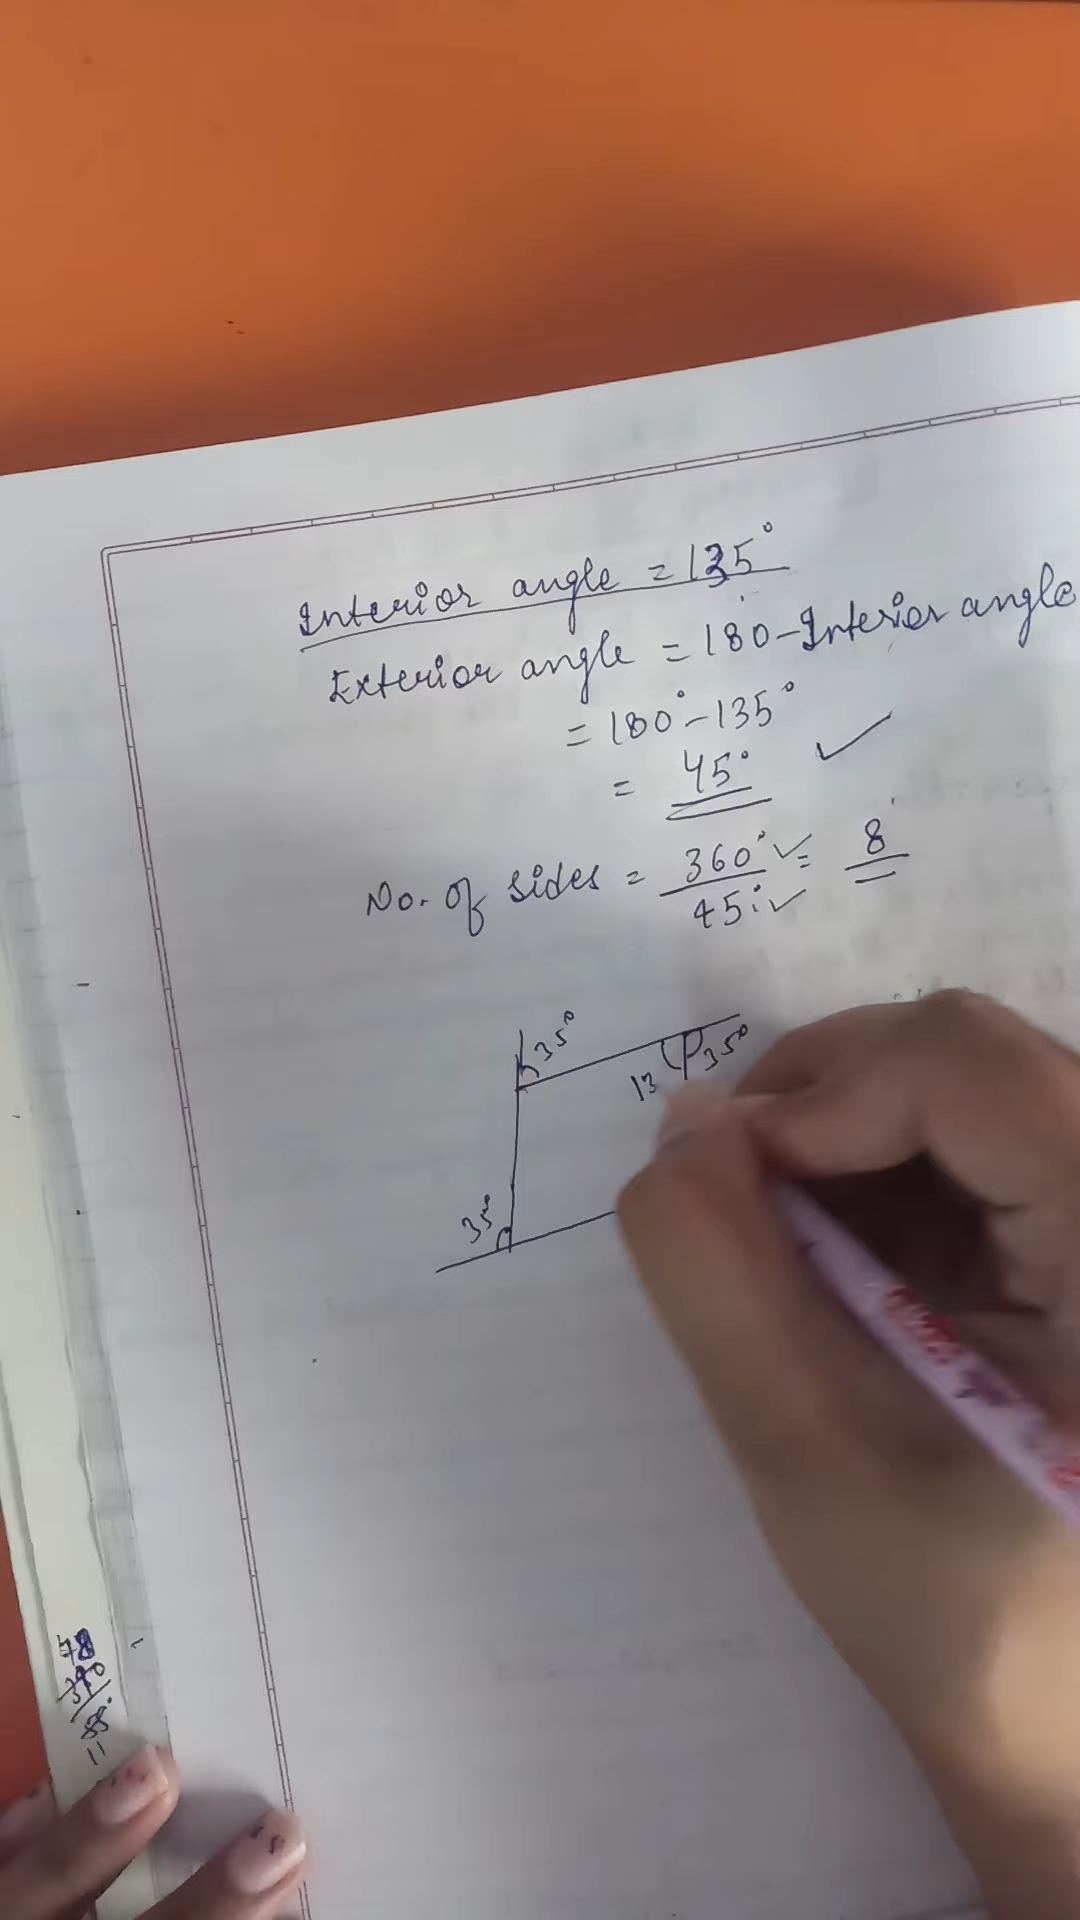 Interior angle = 135°
Exterior angle = 180 - Interior angle
= 180° - 135°
= 45° ✓
No. of sides = 360° ✓ = 8
45° ✓
35°
13 35°
35°
78